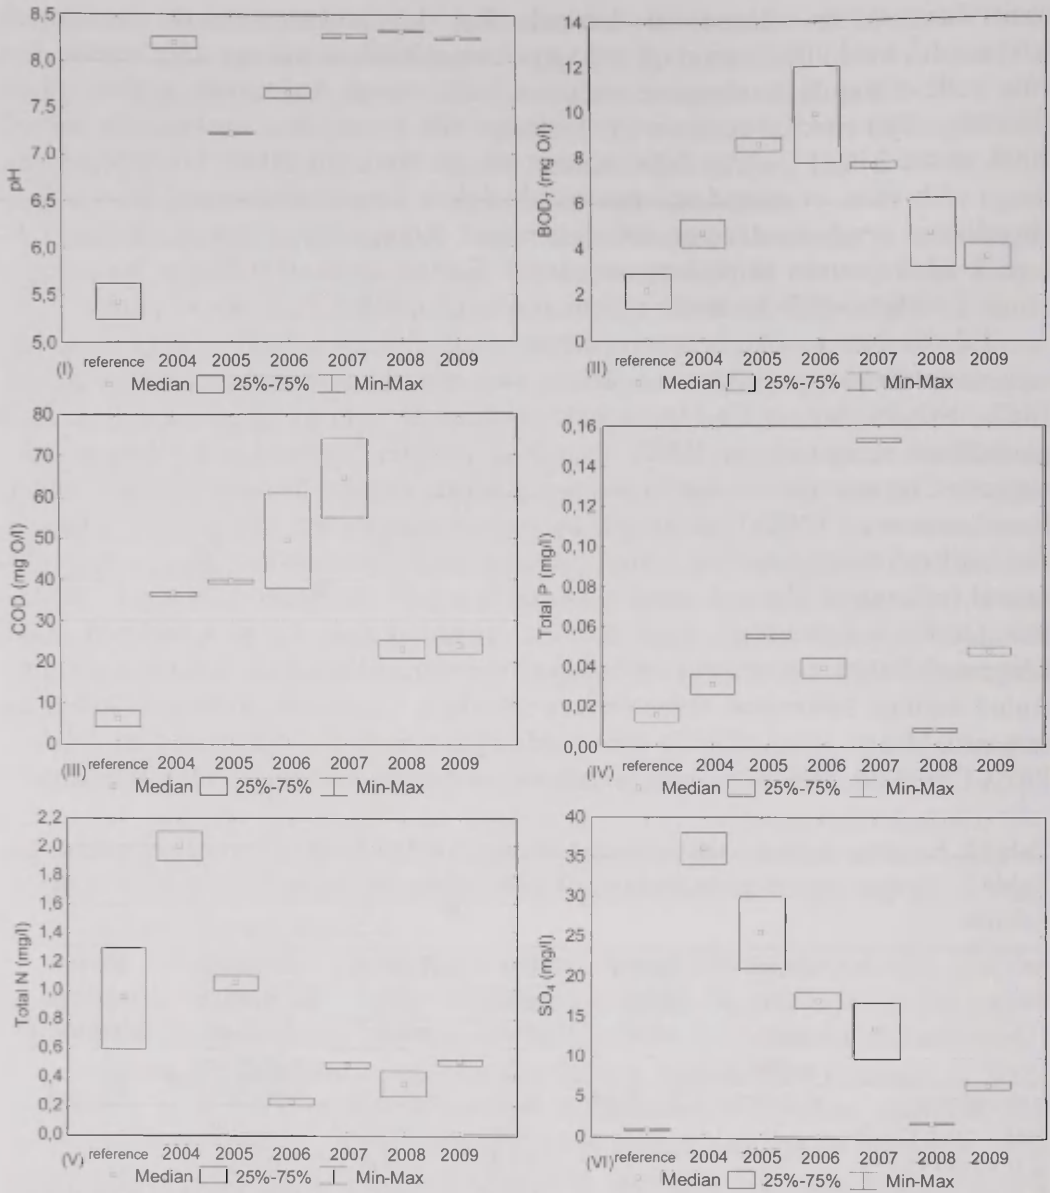 8,5
8,0
7,5
7,0
6,5
6,0
5,5
5,0
pH
(I)
reference 2004 2005 2006 2007 2008 2009
Median 25%-75% Min-Max
14
12
10
8
6
4
2
0
BOD₇ (mg O/l)
(II)
reference 2004 2005 2006 2007 2008 2009
Median 25%-75% Min-Max
80
70
60
50
40
30
20
10
0
COD (mg O/l)
(III)
reference 2004 2005 2006 2007 2008 2009
Median 25%-75% Min-Max
0,16
0,14
0,12
0,10
0,08
0,06
0,04
0,02
0,00
Total P (mg/l)
(IV)
reference 2004 2005 2006 2007 2008 2009
Median 25%-75% Min-Max
2,2
2,0
1,8
1,6
1,4
1,2
1,0
0,8
0,6
0,4
0,2
0,0
Total N (mg/l)
(V)
reference 2004 2005 2006 2007 2008 2009
Median 25%-75% Min-Max
40
35
30
25
20
15
10
5
0
SO₄ (mg/l)
(VI)
reference 2004 2005 2006 2007 2008 2009
Median 25%-75% Min-Max